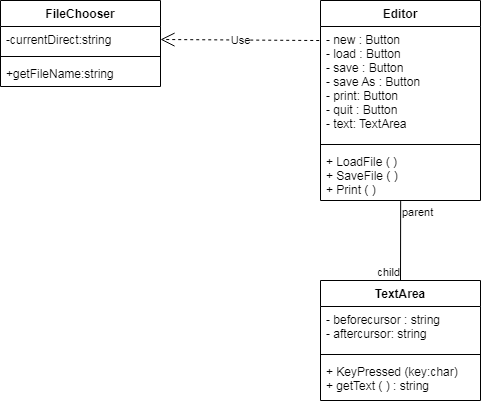 FileChooser
-currentDirect:string
+getFileName:string
Use
Editor
- new : Button
- load : Button
- save : Button
- save As : Button
- print: Button
- quit : Button
- text: TextArea
+ LoadFile ( )
+ SaveFile ( )
+ Print ( )
parent
child
TextArea
- beforecursor : string
- aftercursor: string
+ KeyPressed (key:char)
+ getText ( ) : string